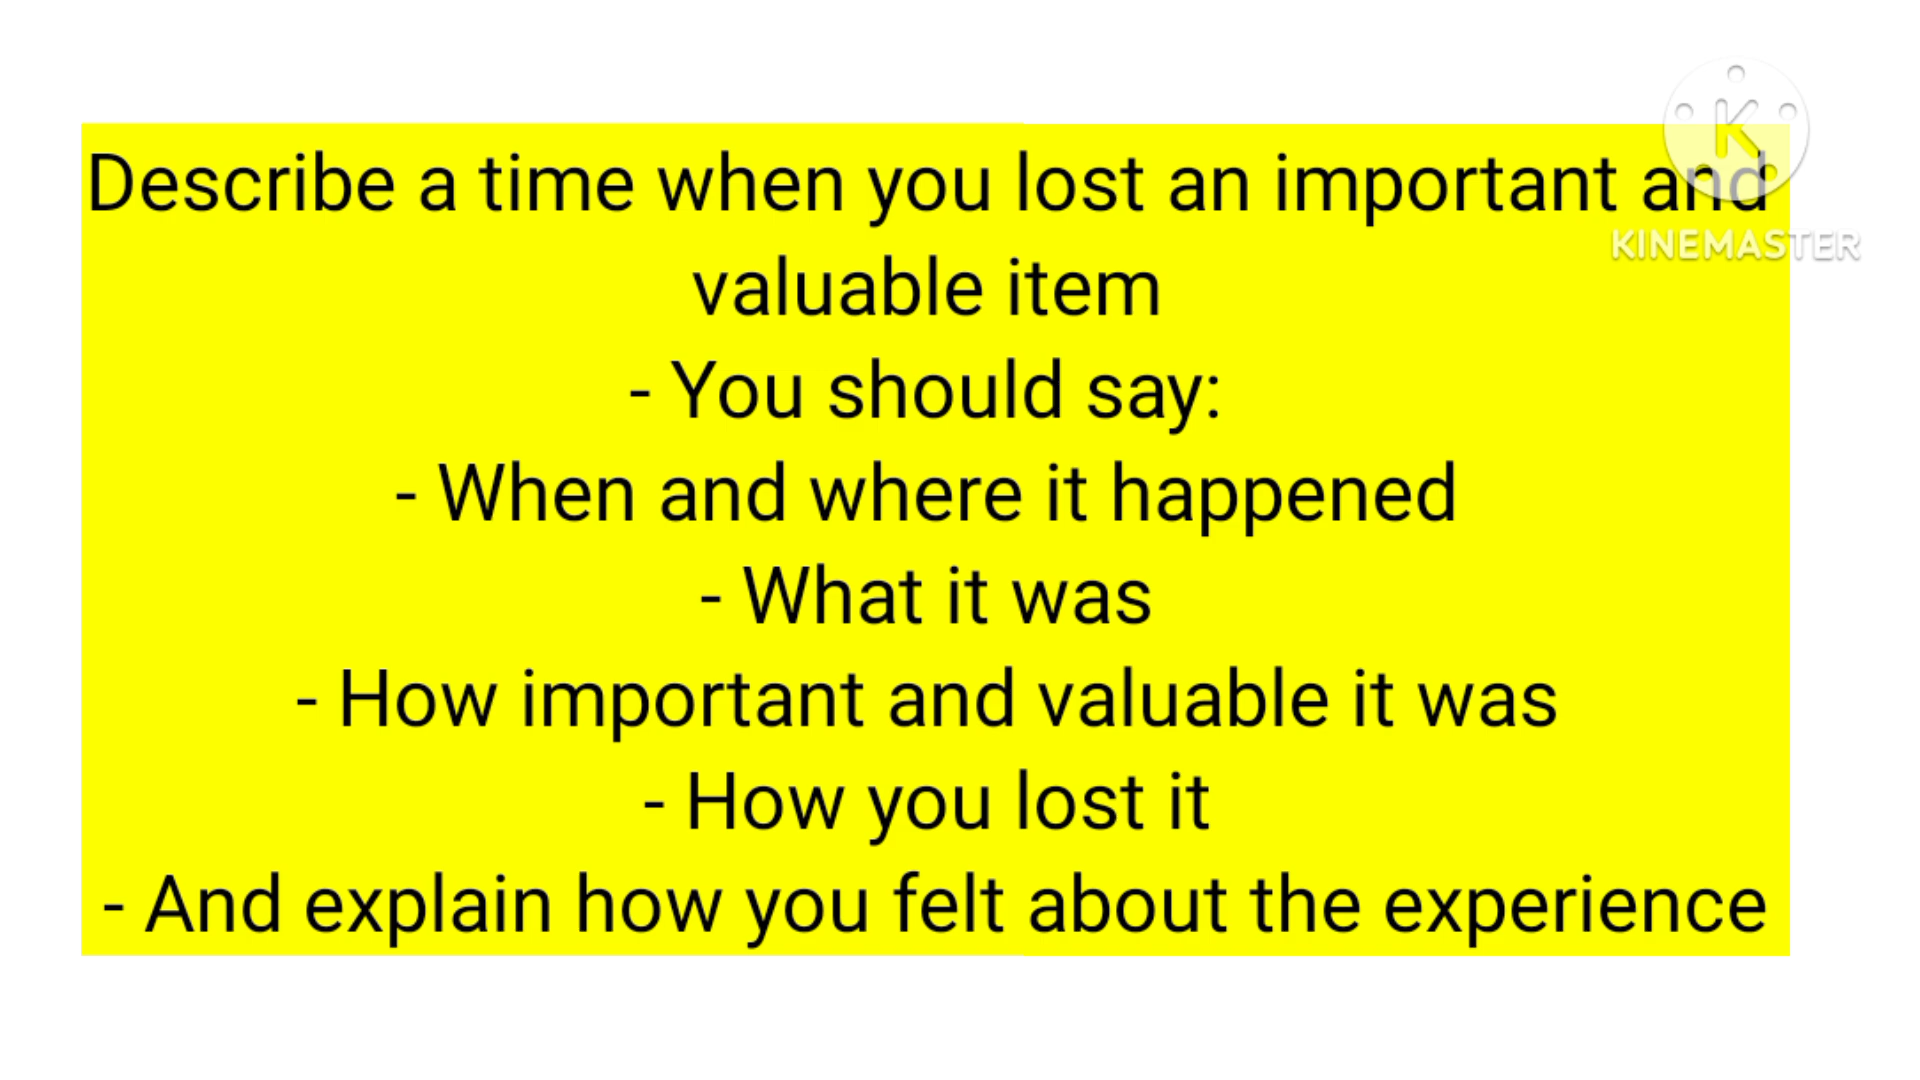 Describe a time when you lost an important and
valuable item
- You should say:
- When and where it happened
- What it was
- How important and valuable it was
- How you lost it
- And explain how you felt about the experience
K
KINEMASTER